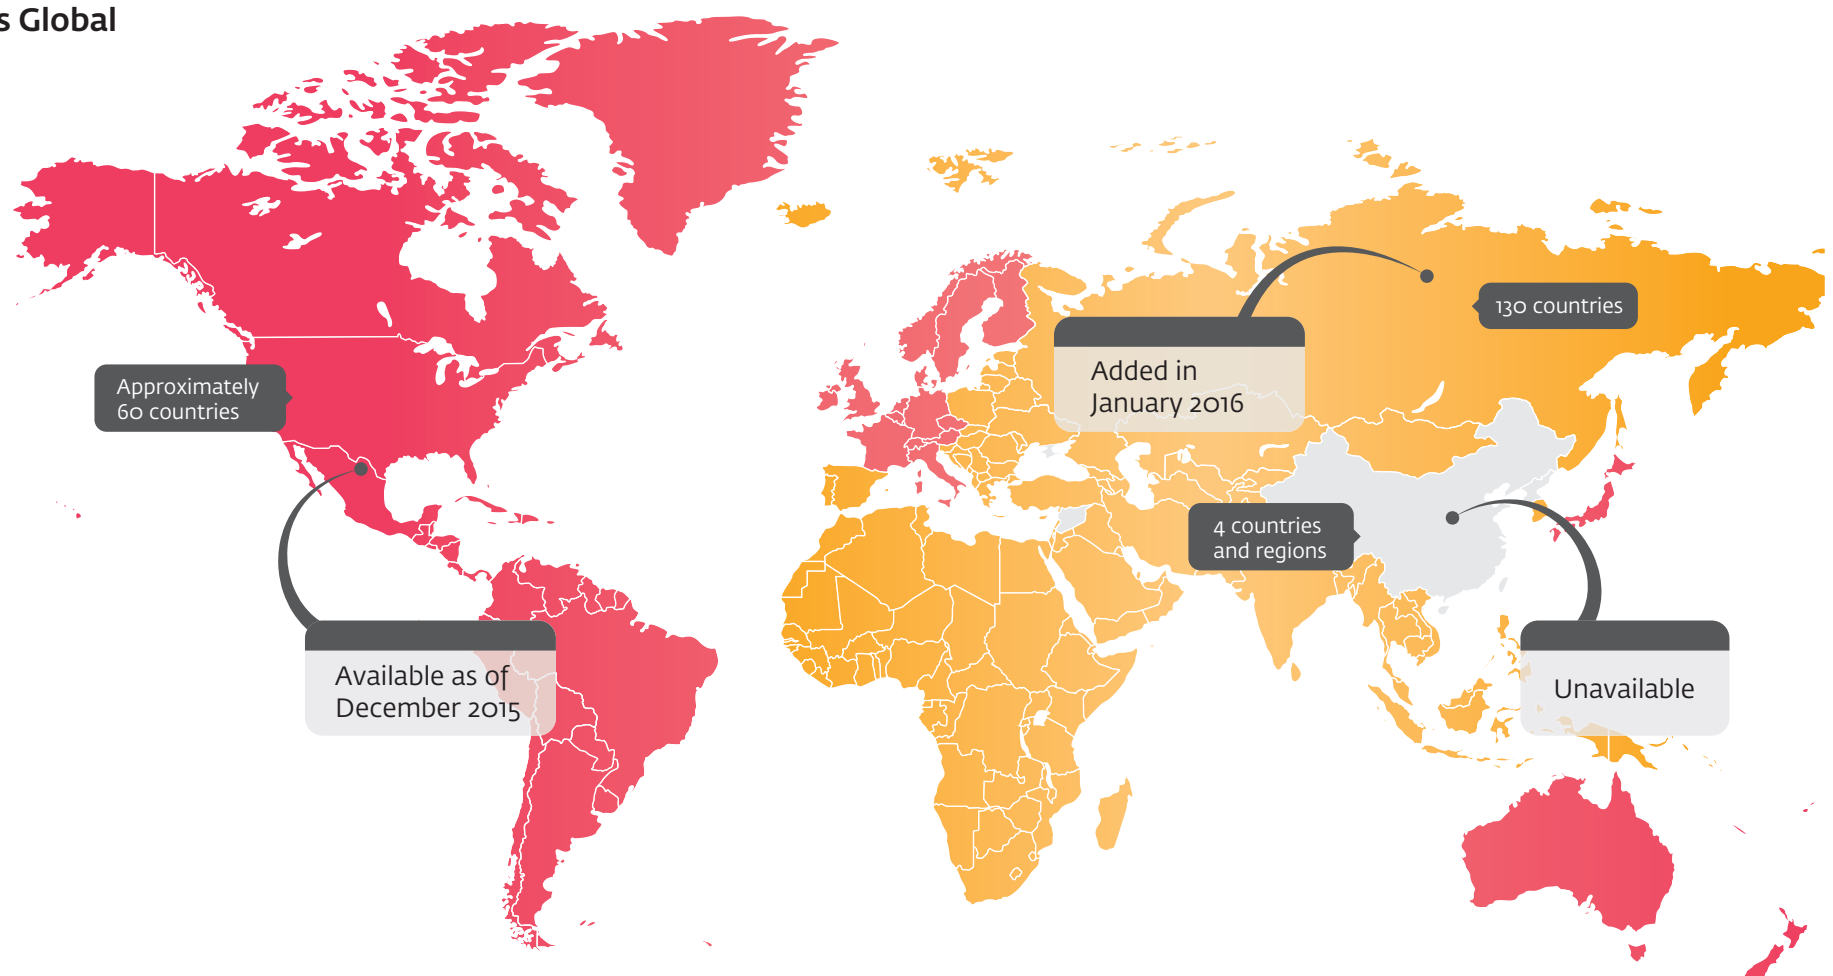 s Global
130 countries
Added in
January 2016
Approximately
60 countries
4 countries
and regions
Available as of
December 2015
Unavailable